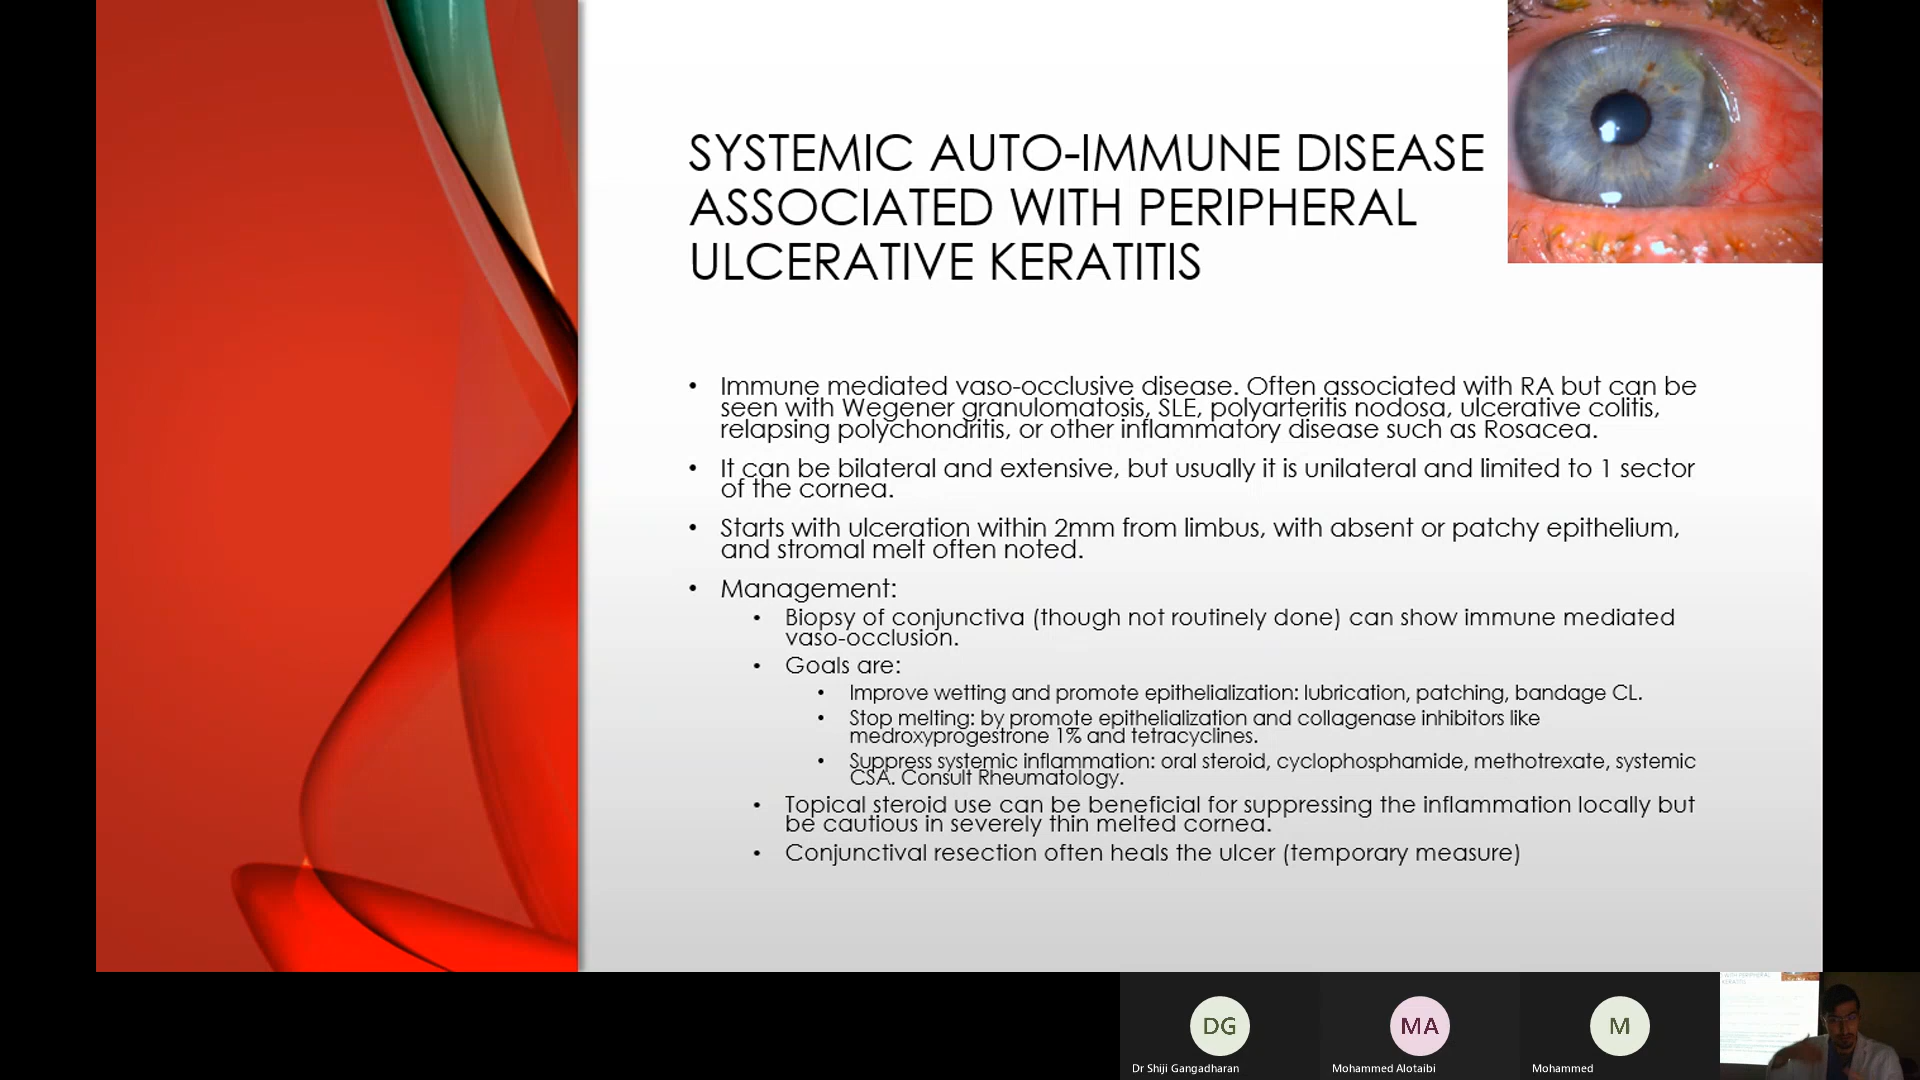 SYSTEMIC AUTO-IMMUNE DISEASE
ASSOCIATED WITH PERIPHERAL
ULCERATIVE KERATITIS
• Immune mediated vaso-occlusive disease. Often associated with RA but can be
seen with Wegener granulomatosis, SLE, polyarteritis nodosa, ulcerative colitis,
relapsing polychondritis, or other inflammatory disease such as Rosacea.
• It can be bilateral and extensive, but usually it is unilateral and limited to 1 sector
of the cornea.
• Starts with ulceration within 2mm from limbus, with absent or patchy epithelium,
and stromal melt often noted.
• Management:
• Biopsy of conjunctiva (though not routinely done) can show immune mediated
vaso-occlusion.
• Goals are:
• Improve wetting and promote epithelialization: lubrication, patching, bandage CL.
• Stop melting: by promote epithelialization and collagenase inhibitors like
medroxyprogestrone 1% and tetracyclines.
• Suppress systemic inflammation: oral steroid, cyclophosphamide, methotrexate, systemic
CSA. Consult Rheumatology.
• Topical steroid use can be beneficial for suppressing the inflammation locally but
be cautious in severely thin melted cornea.
• Conjunctival resection often heals the ulcer (temporary measure)
DG
MA
M
Dr Shiji Gangadharan
Mohammed Alotaibi
Mohammed